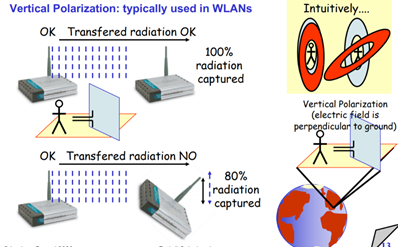 Vertical Polarization: typically used in WLANs
OK Transfered radiation OK
100%
radiation
captured
OK Transfered radiation NO
80%
radiation
captured
Intuitively....
Vertical Polarization
(electric field is
perpendicular to ground)
13